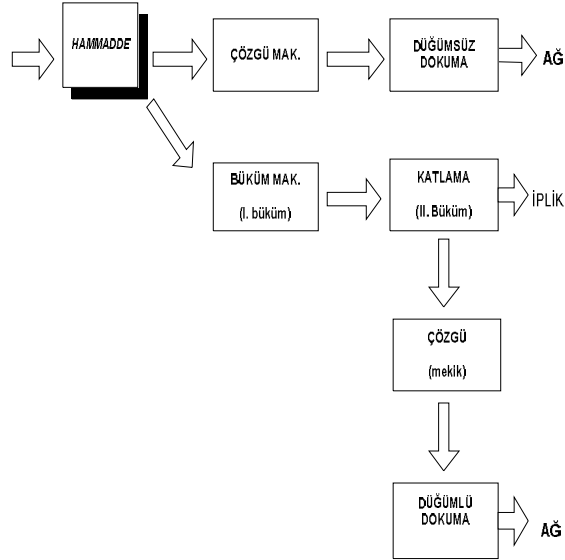 HAMMADDE
ÇÖZGÜ MAK.
DÜĞÜMSÜZ
DOKUMA
AĞ
BÜKÜM MAK.
(I. büküm)
KATLAMA
(II. Büküm)
İPLİK
ÇÖZGÜ
(mekik)
DÜĞÜMLÜ
DOKUMA
AĞ